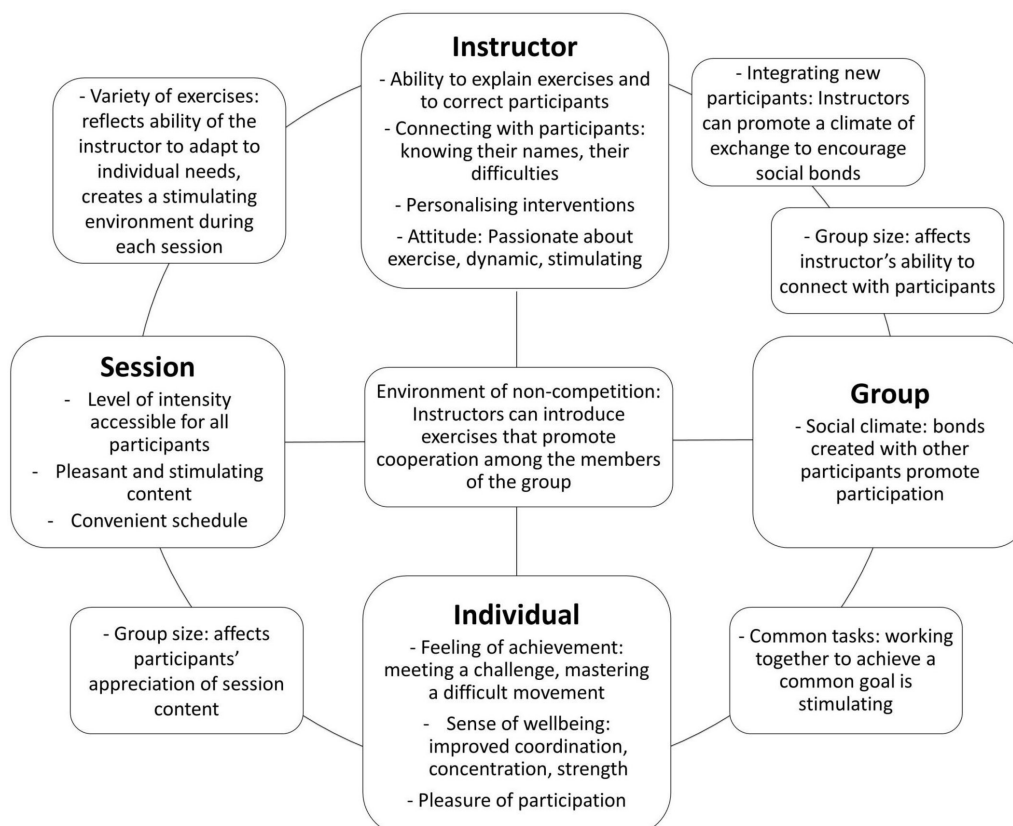 Instructor
- Ability to explain exercises and
to correct participants
- Connecting with participants:
knowing their names, their
difficulties
- Personalising interventions
- Attitude: Passionate about
exercise, dynamic, stimulating
- Variety of exercises:
reflects ability of the
instructor to adapt to
individual needs,
creates a stimulating
environment during
each session
- Integrating new
participants: Instructors
can promote a climate
of exchange to encourage
social bonds
- Group size: affects
instructor’s ability to
connect with participants
Session
- Level of intensity
accessible for all
participants
- Pleasant and stimulating
content
- Convenient schedule
Environment of non-competition:
Instructors can introduce
exercises that promote
cooperation among the members
of the group
Group
- Social climate: bonds
created with other
participants promote
participation
- Group size: affects
participants’
appreciation of session
content
Individual
- Feeling of achievement:
meeting a challenge, mastering
a difficult movement
- Sense of wellbeing:
improved coordination,
concentration, strength
- Pleasure of participation
- Common tasks: working
together to achieve a
common goal is
stimulating